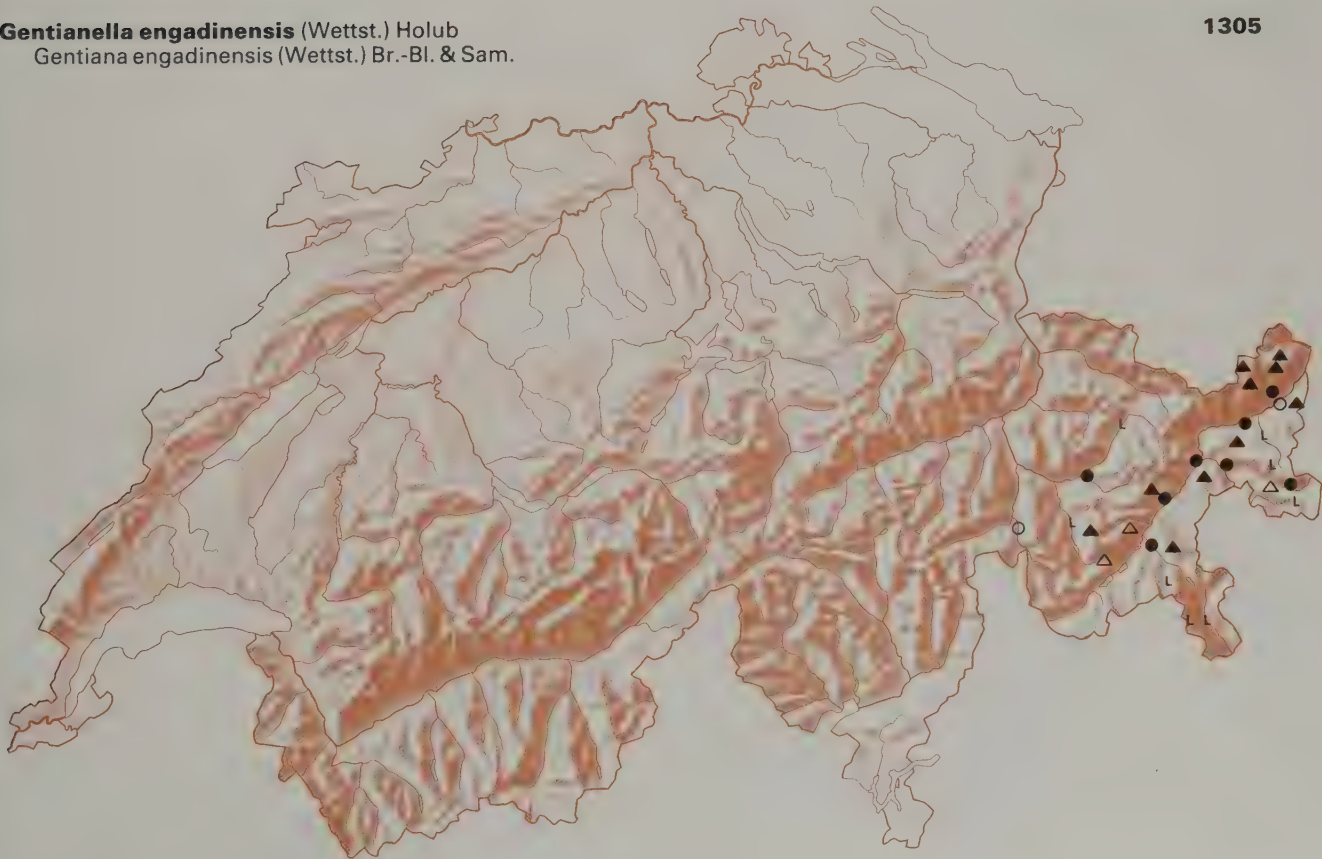 Gentianella engadinensis (Wettst.) Holub
Gentiana engadinensis (Wettst.) Br.-Bl. & Sam.
1305
L
L
L
L
L
L
L L